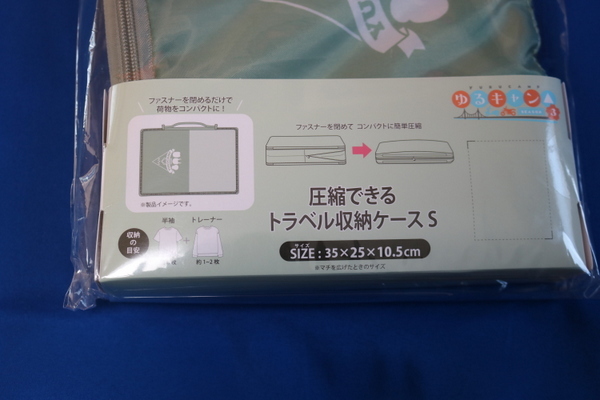 ファスナーを閉めるだけで
荷物をコンパクトに!
※製品イメージです。
ファスナーを閉めて コンパクトに簡単圧縮
ゆるキャン△
圧縮できる
トラベル収納ケース S
サイズ
SIZE : 35×25×10.5cm
※マチを広げたときのサイズ
収納の
目安
半袖
+
トレーナー
約1~2枚
YURU